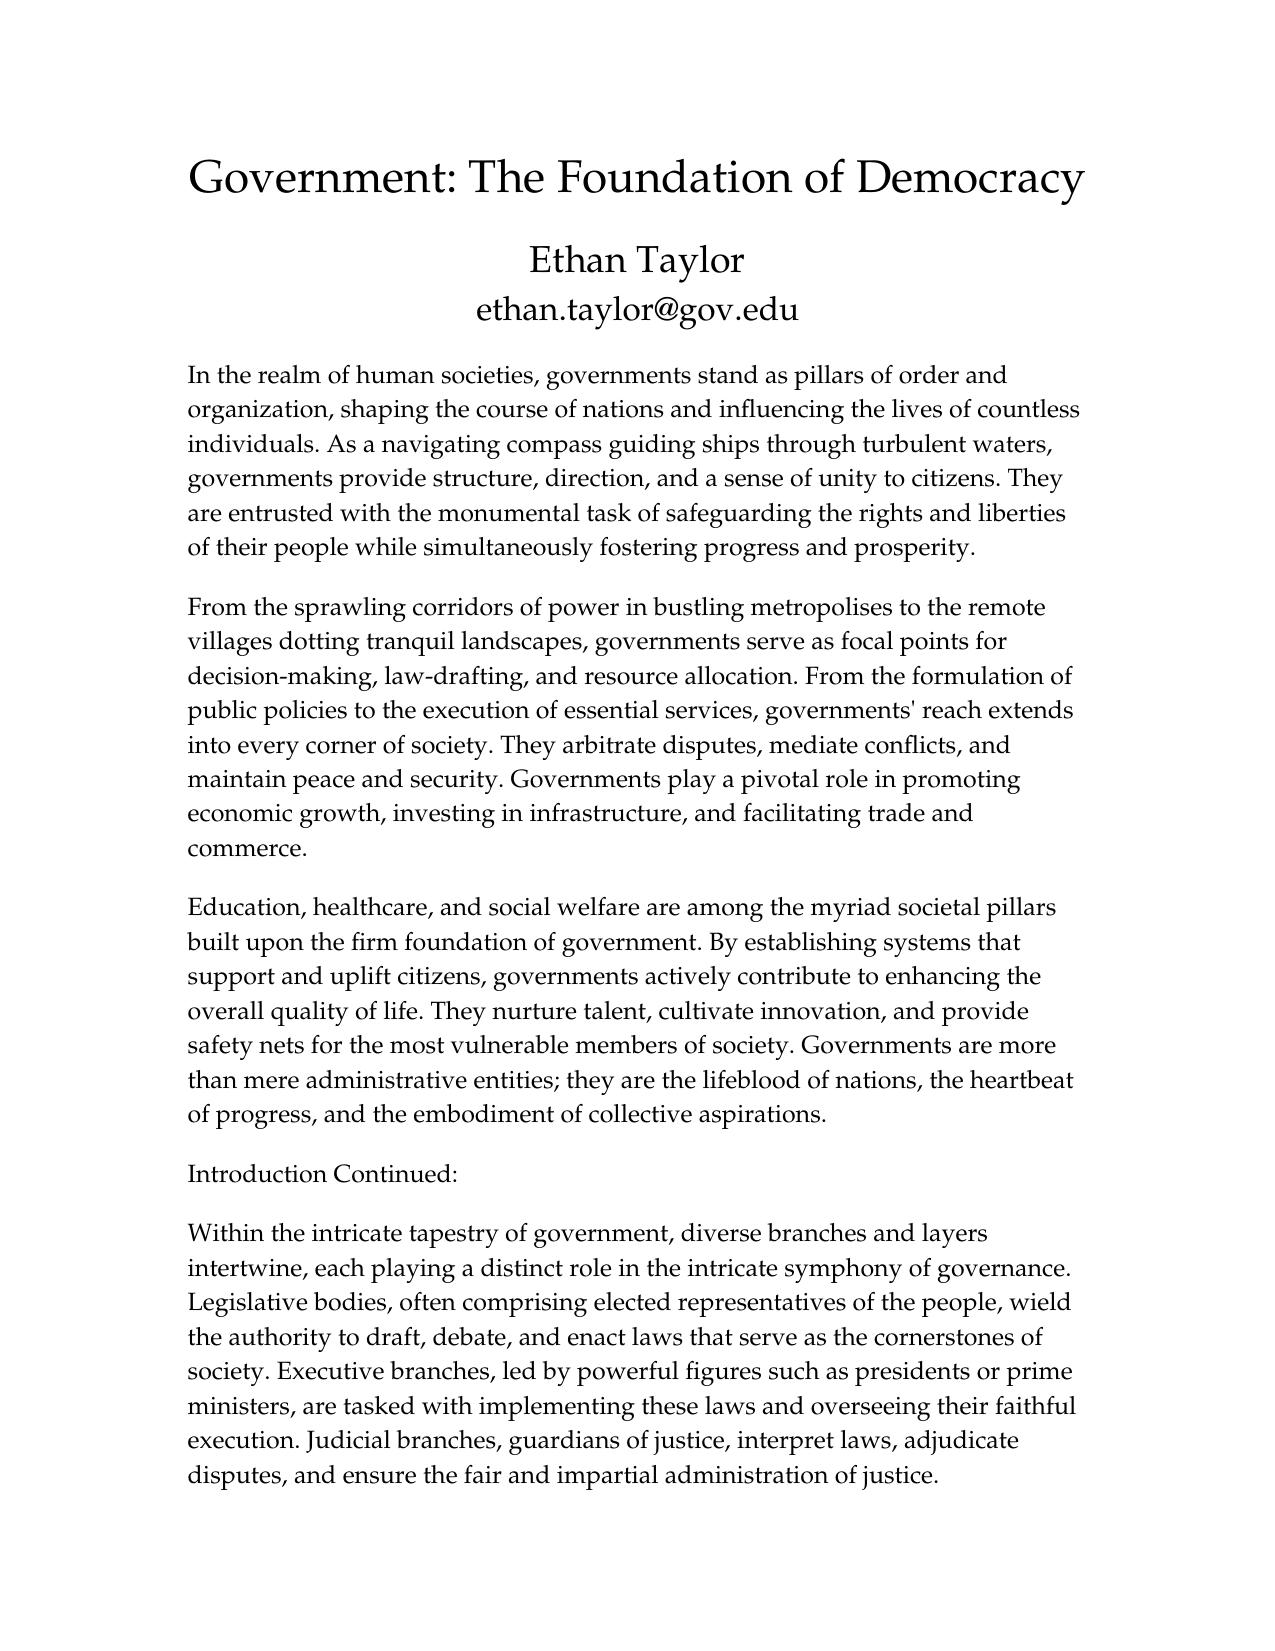 Government: The Foundation of Democracy
Ethan Taylor
ethan.taylor@gov.edu
In the realm of human societies, governments stand as pillars of order and
organization, shaping the course of nations and influencing the lives of countless
individuals. As a navigating compass guiding ships through turbulent waters,
governments provide structure, direction, and a sense of unity to citizens. They
are entrusted with the monumental task of safeguarding the rights and liberties
of their people while simultaneously fostering progress and prosperity.
From the sprawling corridors of power in bustling metropolises to the remote
villages dotting tranquil landscapes, governments serve as focal points for
decision-making, law-drafting, and resource allocation. From the formulation of
public policies to the execution of essential services, governments' reach extends
into every corner of society. They arbitrate disputes, mediate conflicts, and
maintain peace and security. Governments play a pivotal role in promoting
economic growth, investing in infrastructure, and facilitating trade and
commerce.
Education, healthcare, and social welfare are among the myriad societal pillars
built upon the firm foundation of government. By establishing systems that
support and uplift citizens, governments actively contribute to enhancing the
overall quality of life. They nurture talent, cultivate innovation, and provide
safety nets for the most vulnerable members of society. Governments are more
than mere administrative entities; they are the lifeblood of nations, the heartbeat
of progress, and the embodiment of collective aspirations.
Introduction Continued:
Within the intricate tapestry of government, diverse branches and layers
intertwine, each playing a distinct role in the intricate symphony of governance.
Legislative bodies, often comprising elected representatives of the people, wield
the authority to draft, debate, and enact laws that serve as the cornerstones of
society. Executive branches, led by powerful figures such as presidents or prime
ministers, are tasked with implementing these laws and overseeing their faithful
execution. Judicial branches, guardians of justice, interpret laws, adjudicate
disputes, and ensure the fair and impartial administration of justice.